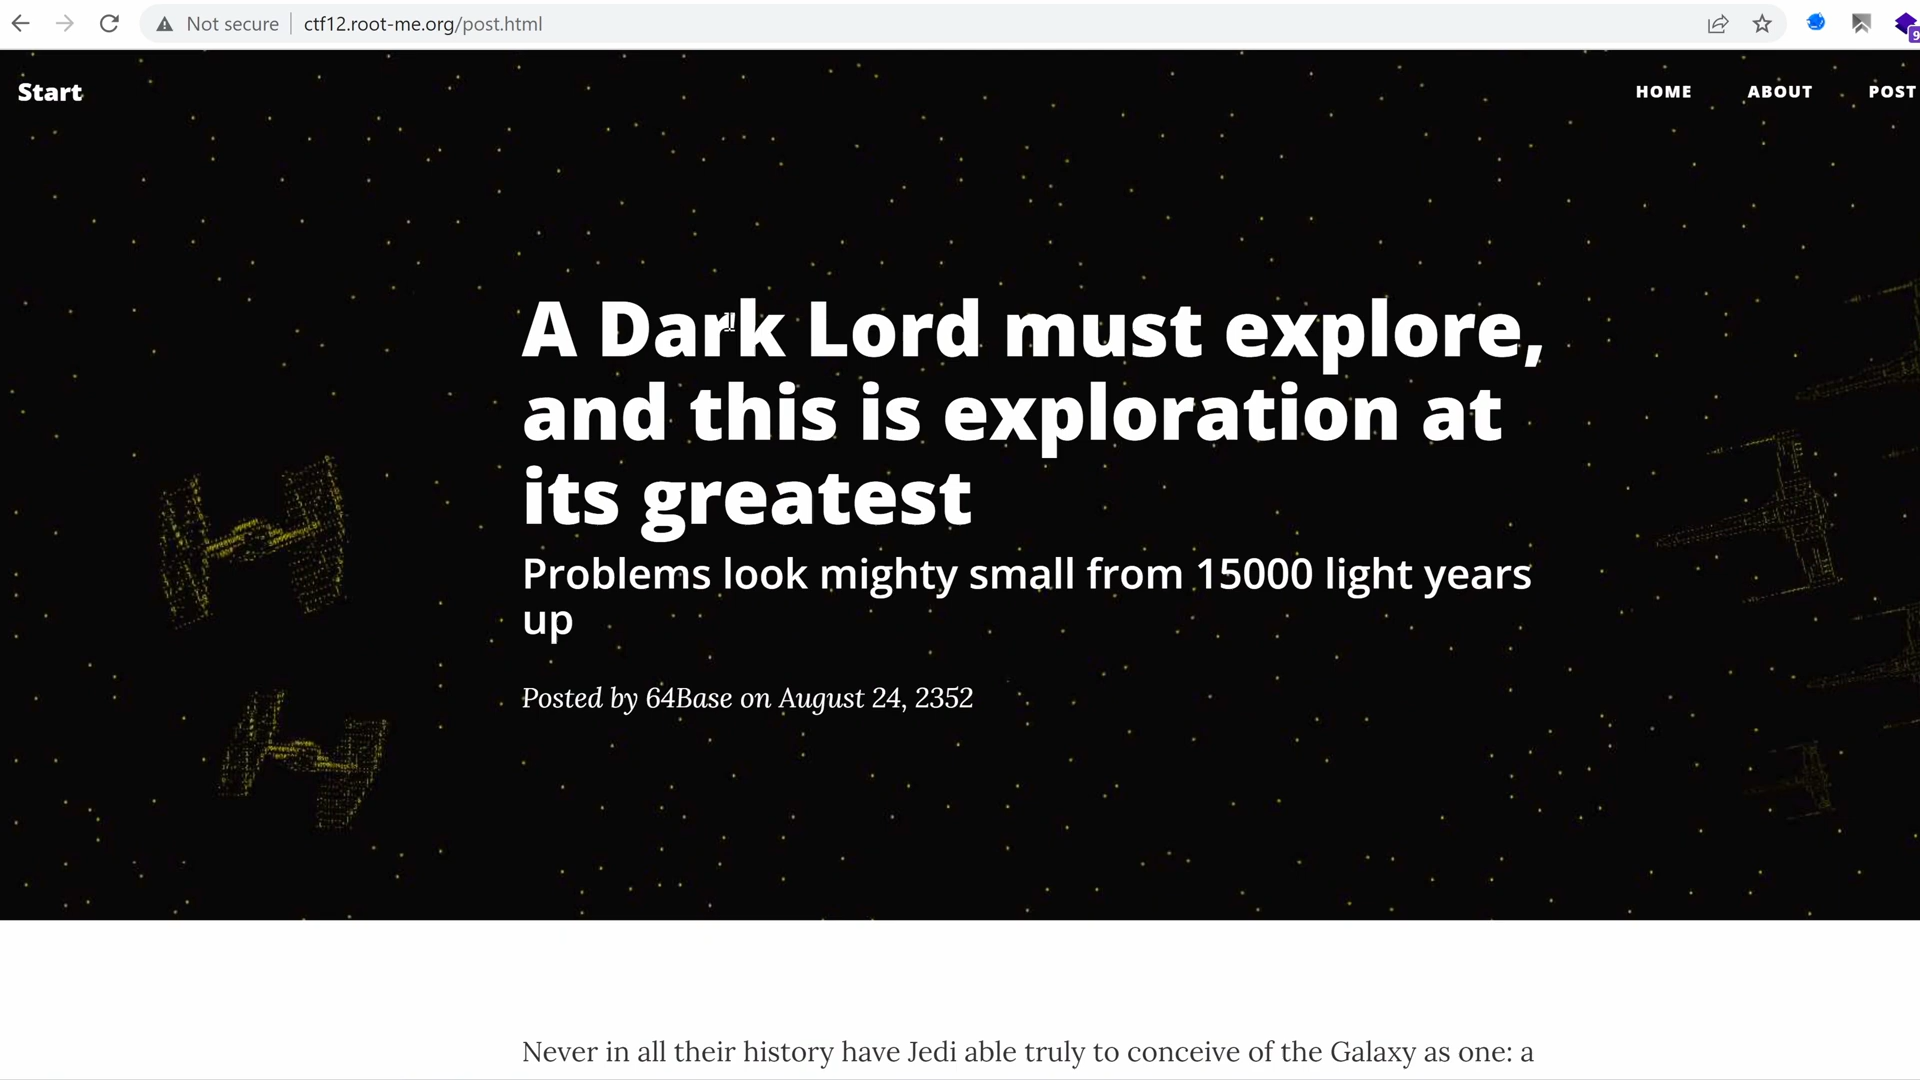 Not secure
ctf12.root-me.org/post.html
9
Start
HOME
ABOUT
POST
A Dark Lord must explore,
and this is exploration at
its greatest
Problems look mighty small from 15000 light years
up
Posted by 64Base on August 24, 2352
Never in all their history have Jedi able truly to conceive of the Galaxy as one: a